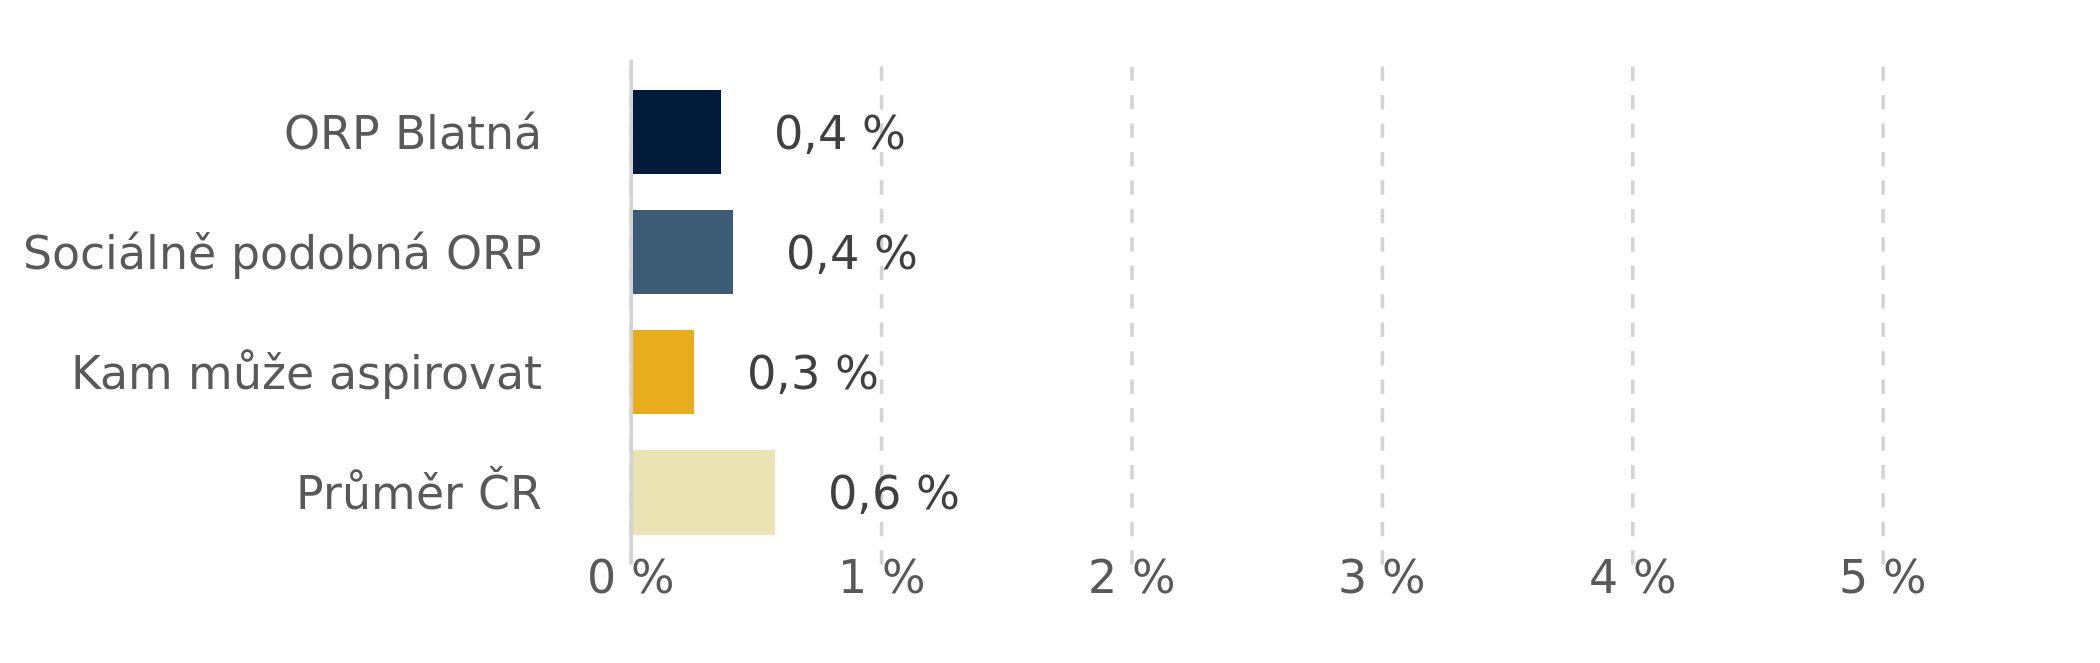 ORP Blatná 0,4 %
Sociálně podobná ORP 0,4 %
Kam může aspirovat 0,3 %
Průměr ČR 0,6 %
0 % 1 % 2 % 3 % 4 % 5 %